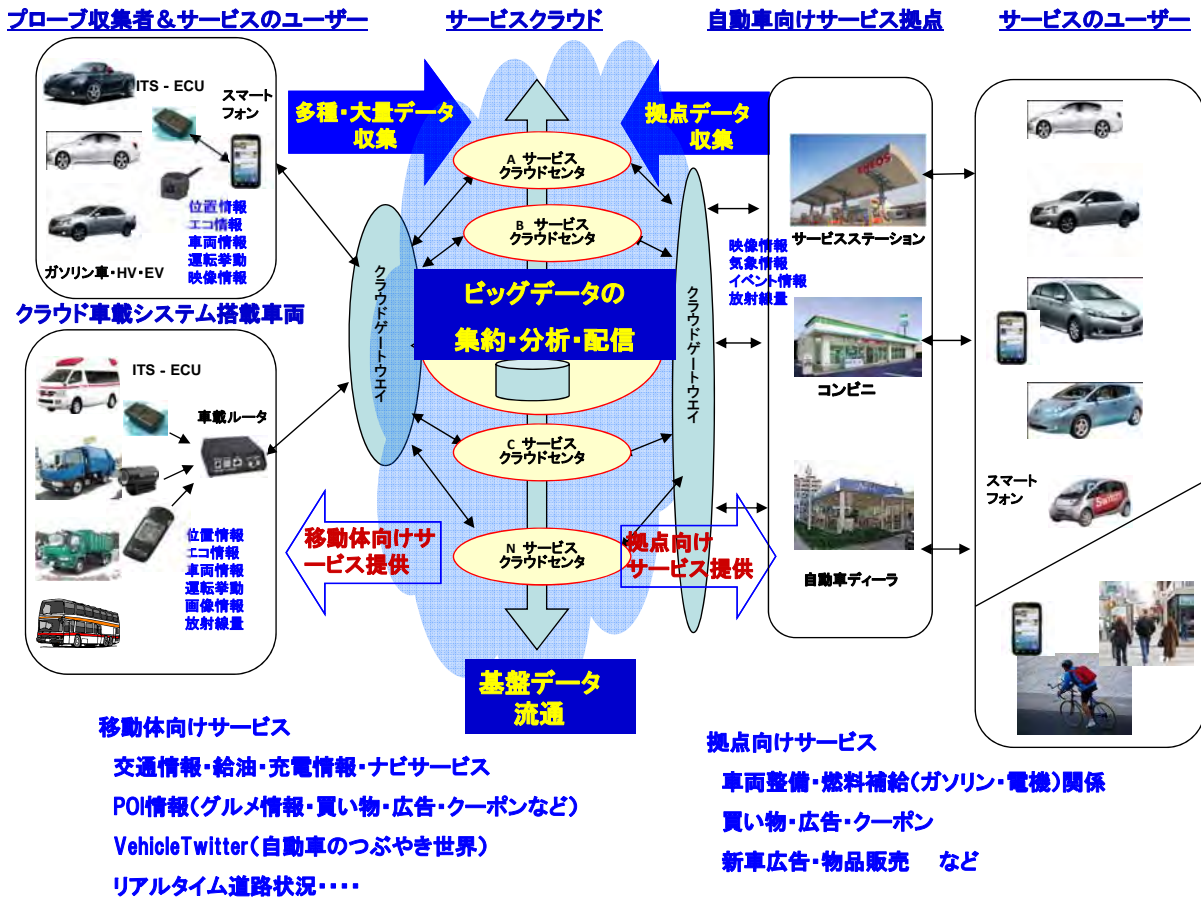 プローブ収集者＆サービスのユーザー
サービスクラウド
自動車向けサービス拠点
サービスのユーザー
ITS - ECU
スマート
フォン
位置情報
エコ情報
車両情報
運転挙動
映像情報
ガソリン車・HV・EV
クラウド車載システム搭載車両
ITS - ECU
車載ルータ
位置情報
エコ情報
車両情報
運転挙動
画像情報
放射線量
多種・大量データ
収集
拠点データ
収集
A サービス
クラウドセンタ
B サービス
クラウドセンタ
ビッグデータの
集約・分析・配信
クラウドゲートウエイ
クラウドゲートウエイ
C サービス
クラウドセンタ
N サービス
クラウドセンタ
移動体向けサ
ービス提供
拠点向け
サービス提供
基盤データ
流通
映像情報
気象情報
イベント情報
放射線量
ENEOS
サービスステーション
コンビニ
自動車ディーラ
スマート
フォン
Switch
移動体向けサービス
交通情報・給油・充電情報・ナビサービス
POI情報（グルメ情報・買い物・広告・クーポンなど）
VehicleTwitter（自動車のつぶやき世界）
リアルタイム道路状況・・・・
拠点向けサービス
車両整備・燃料補給（ガソリン・電機）関係
買い物・広告・クーポン
新車広告・物品販売　など